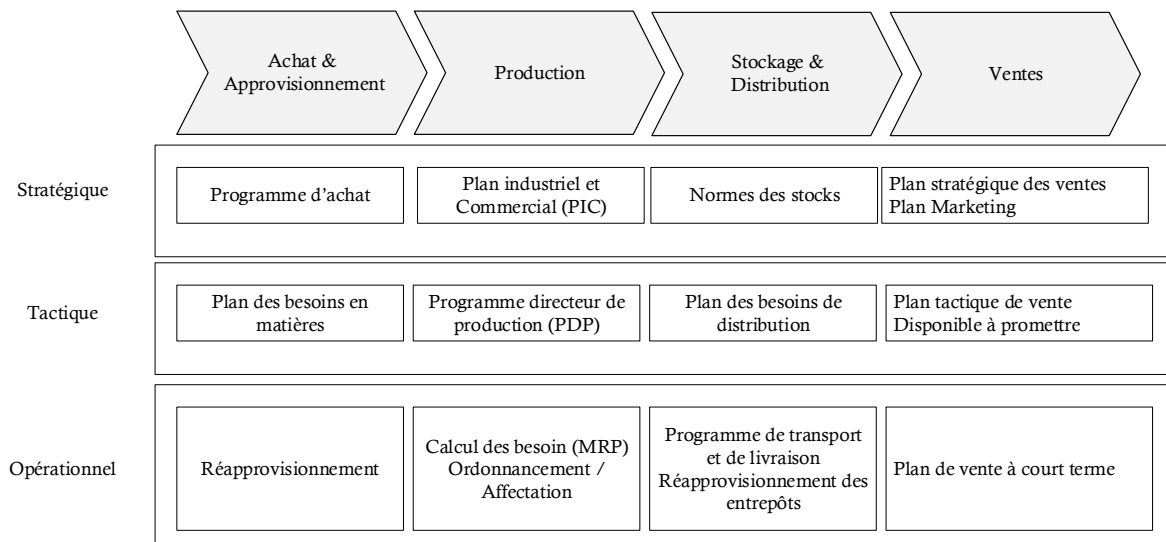 Achat &
Approvisionnement
Production
Stockage &
Distribution
Ventes
Stratégique
Programme d'achat
Plan industriel et
Commercial (PIC)
Normes des stocks
Plan stratégique des ventes
Plan Marketing
Tactique
Plan des besoins en
matières
Programme directeur de
production (PDP)
Plan des besoins de
distribution
Plan tactique de vente
Disponible à promettre
Opérationnel
Réapprovisionnement
Calcul des besoin (MRP)
Ordonnancement /
Affectation
Programme de transport
et de livraison
Réapprovisionnement des
entrepôts
Plan de vente à court terme